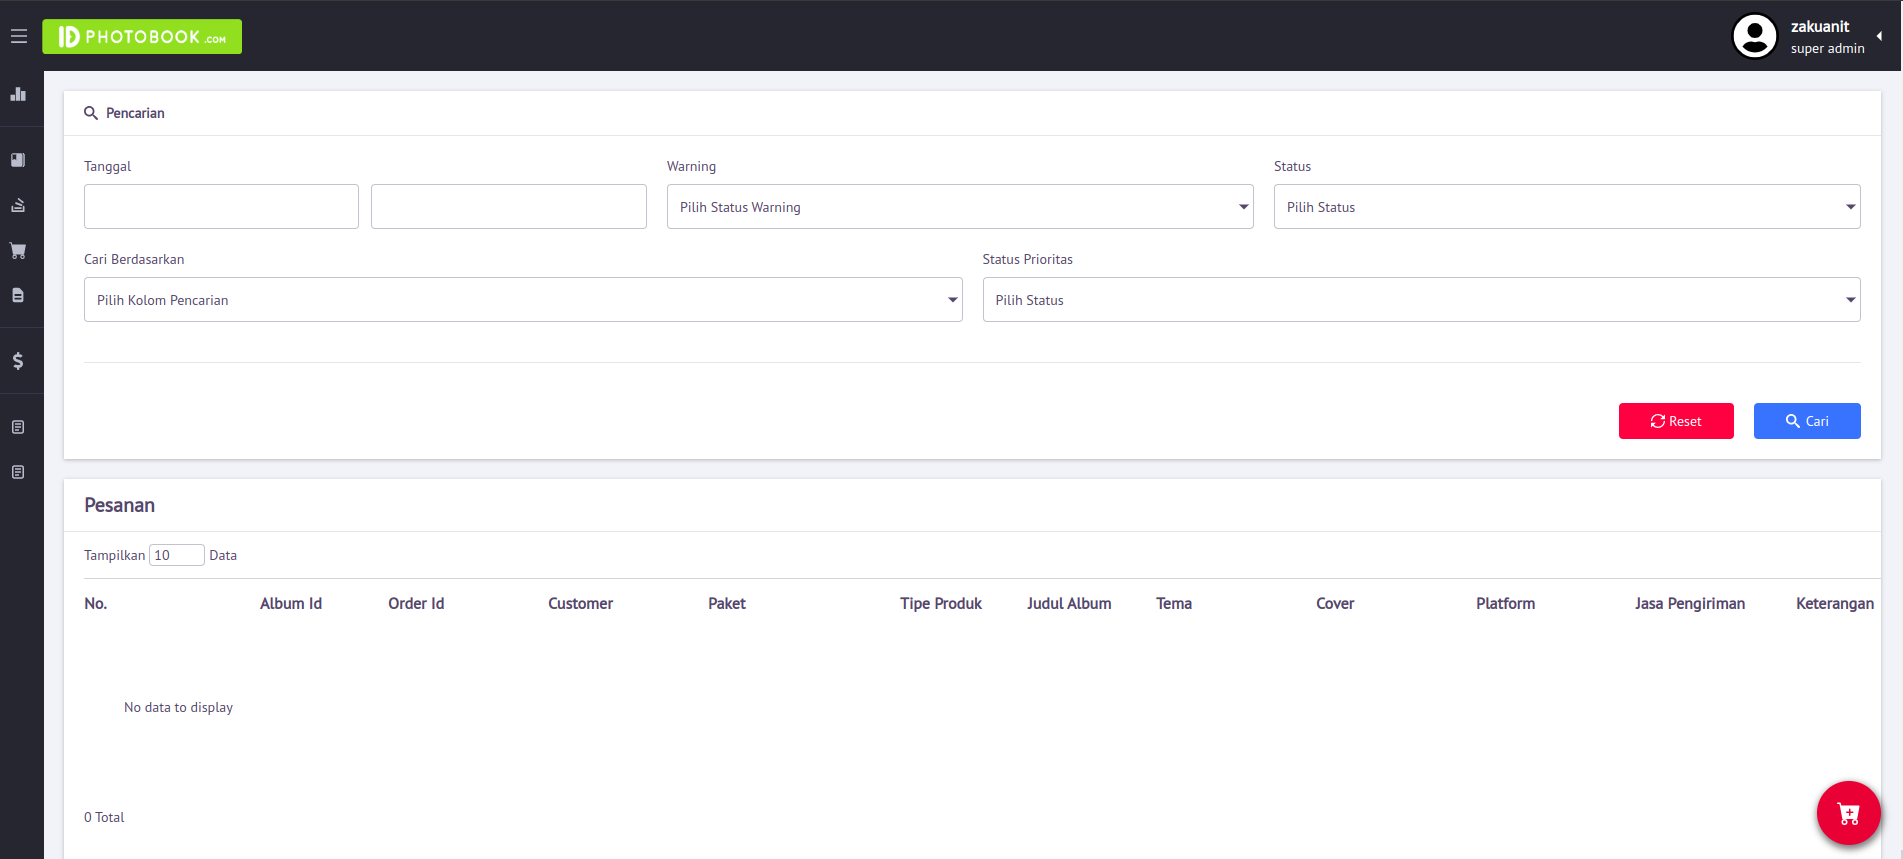 ID PHOTOBOOK.COM
zakuanit
super admin
Pencarian
Tanggal Warning Status
Pilih Status Warning Pilih Status
Cari Berdasarkan Status Prioritas
Pilih Kolom Pencarian Pilih Status
Reset Cari
Pesanan
Tampilkan 10 Data
No. Album Id Order Id Customer Paket Tipe Produk Judul Album Tema Cover Platform Jasa Pengiriman Keterangan
No data to display
0 Total